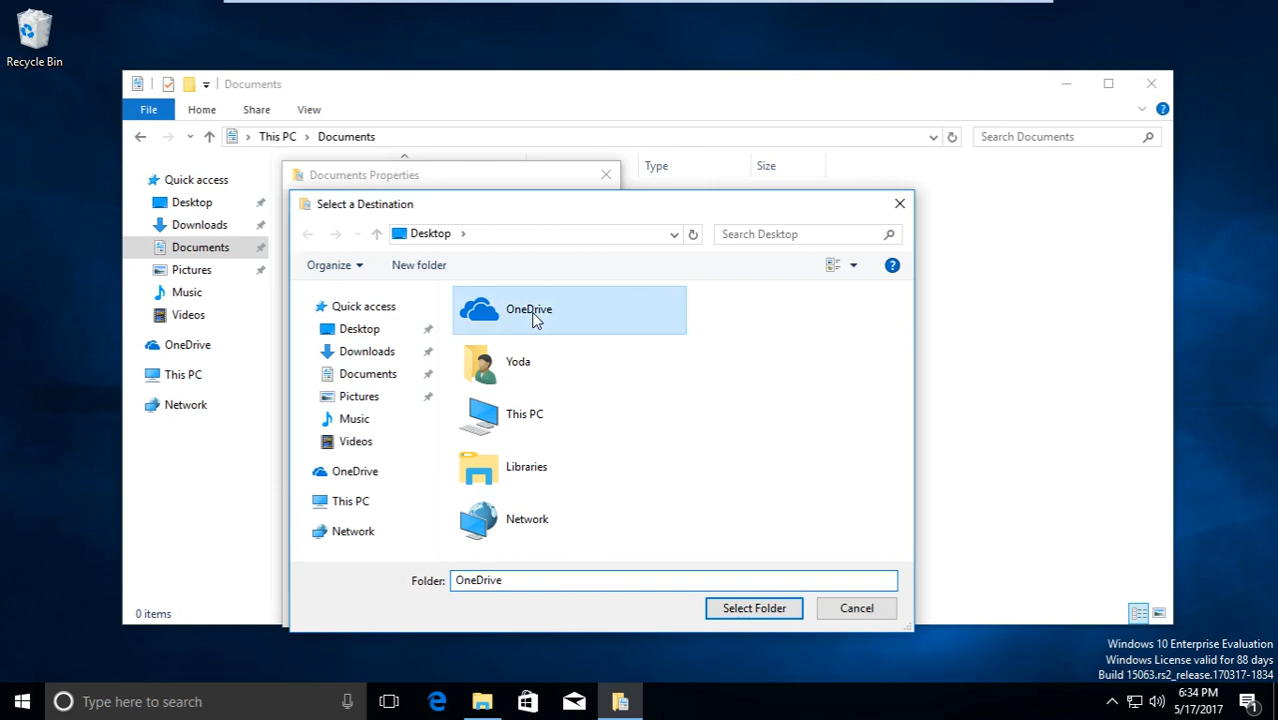 Recycle Bin
Documents
File Home Share View
This PC Documents
Search Documents
Type Size
Quick access
Desktop
Downloads
Documents
Pictures
Music
Videos
OneDrive
This PC
Network
0 items
Documents Properties
Select a Destination
Desktop
Search Desktop
Organize New folder
Quick access
Desktop
Downloads
Documents
Pictures
Music
Videos
OneDrive
This PC
Network
OneDrive
Yoda
This PC
Libraries
Network
Folder: OneDrive
Select Folder Cancel
Windows 10 Enterprise Evaluation
Windows License valid for 88 days
Build 15063.rs2_release.170317-1834
Type here to search
6:34 PM
5/17/2017
1